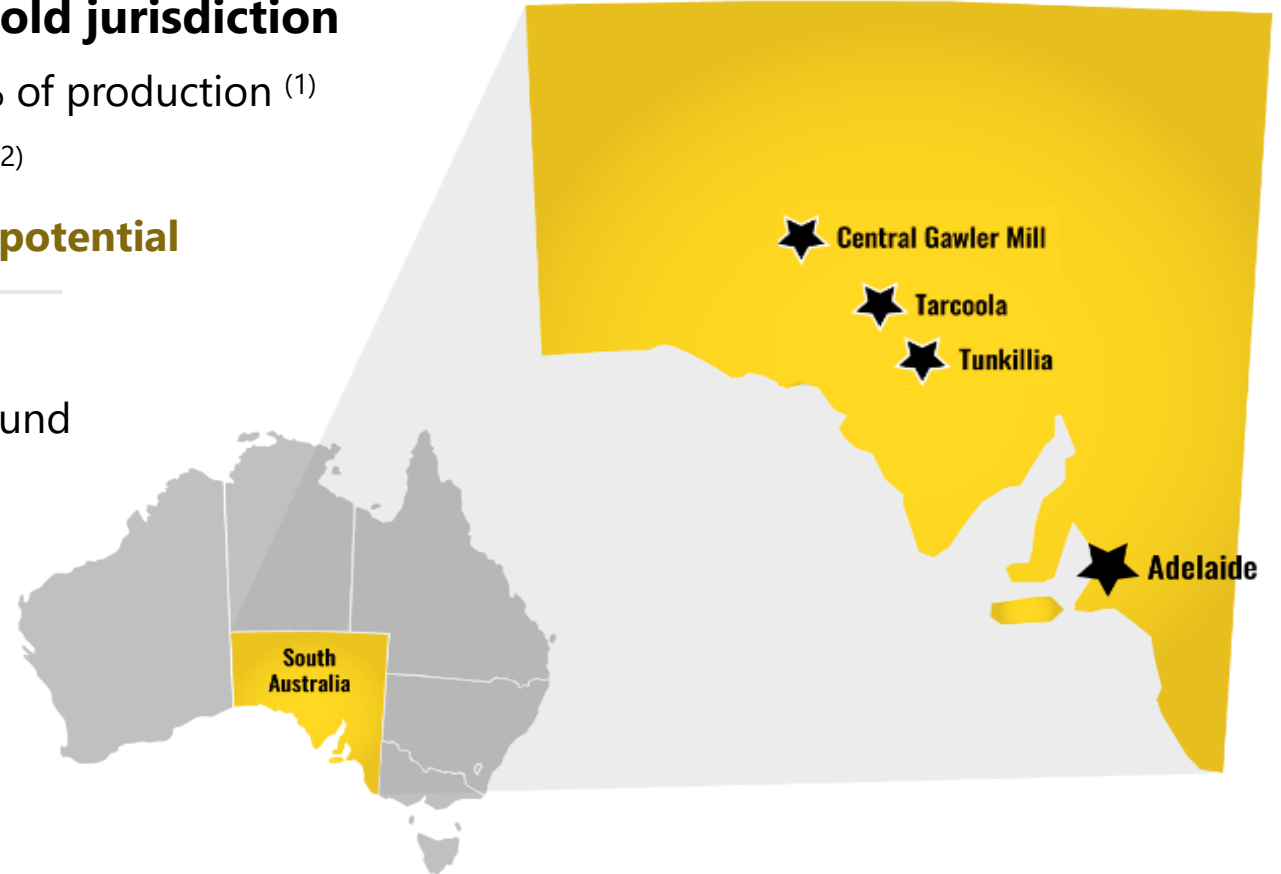 old jurisdiction
% of production (1)
2)
potential
und
Central Gawler Mill
Tarcoola
Tunkillia
Adelaide
South
Australia